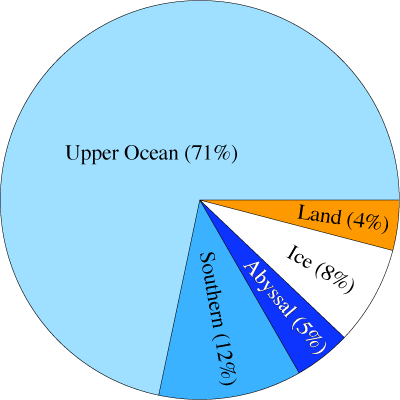 Upper Ocean (71%)
Land (4%)
Ice (8%)
Abyssal (5%)
Southern (12%)